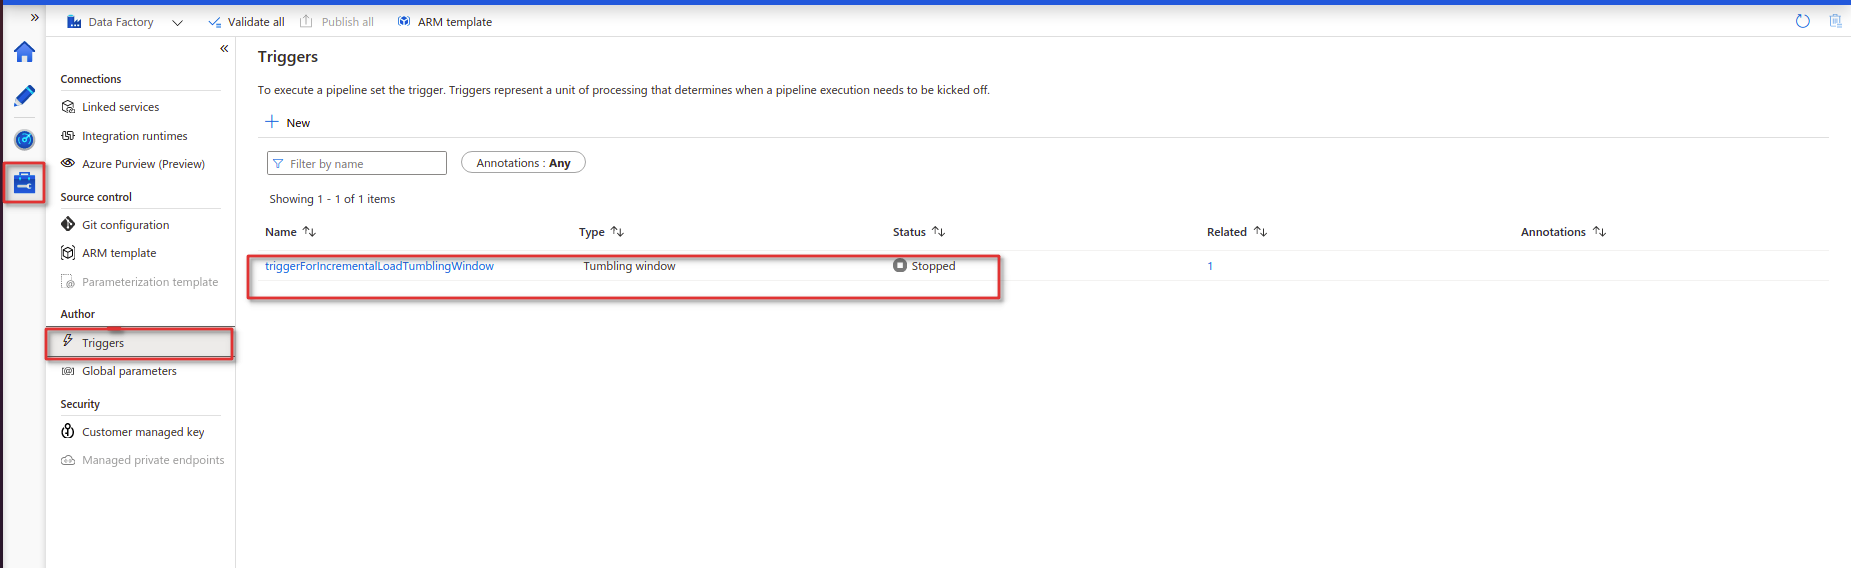 »
Data Factory
Validate all
Publish all
ARM template
«
Connections
Linked services
Integration runtimes
Azure Purview (Preview)
Source control
Git configuration
ARM template
Parameterization template
Author
Triggers
Global parameters
Security
Customer managed key
Managed private endpoints
Triggers
To execute a pipeline set the trigger. Triggers represent a unit of processing that determines when a pipeline execution needs to be kicked off.
+ New
Filter by name
Annotations : Any
Showing 1 - 1 of 1 items
Name Type Status Related Annotations
triggerForIncrementalLoadTumblingWindow Tumbling window Stopped 1